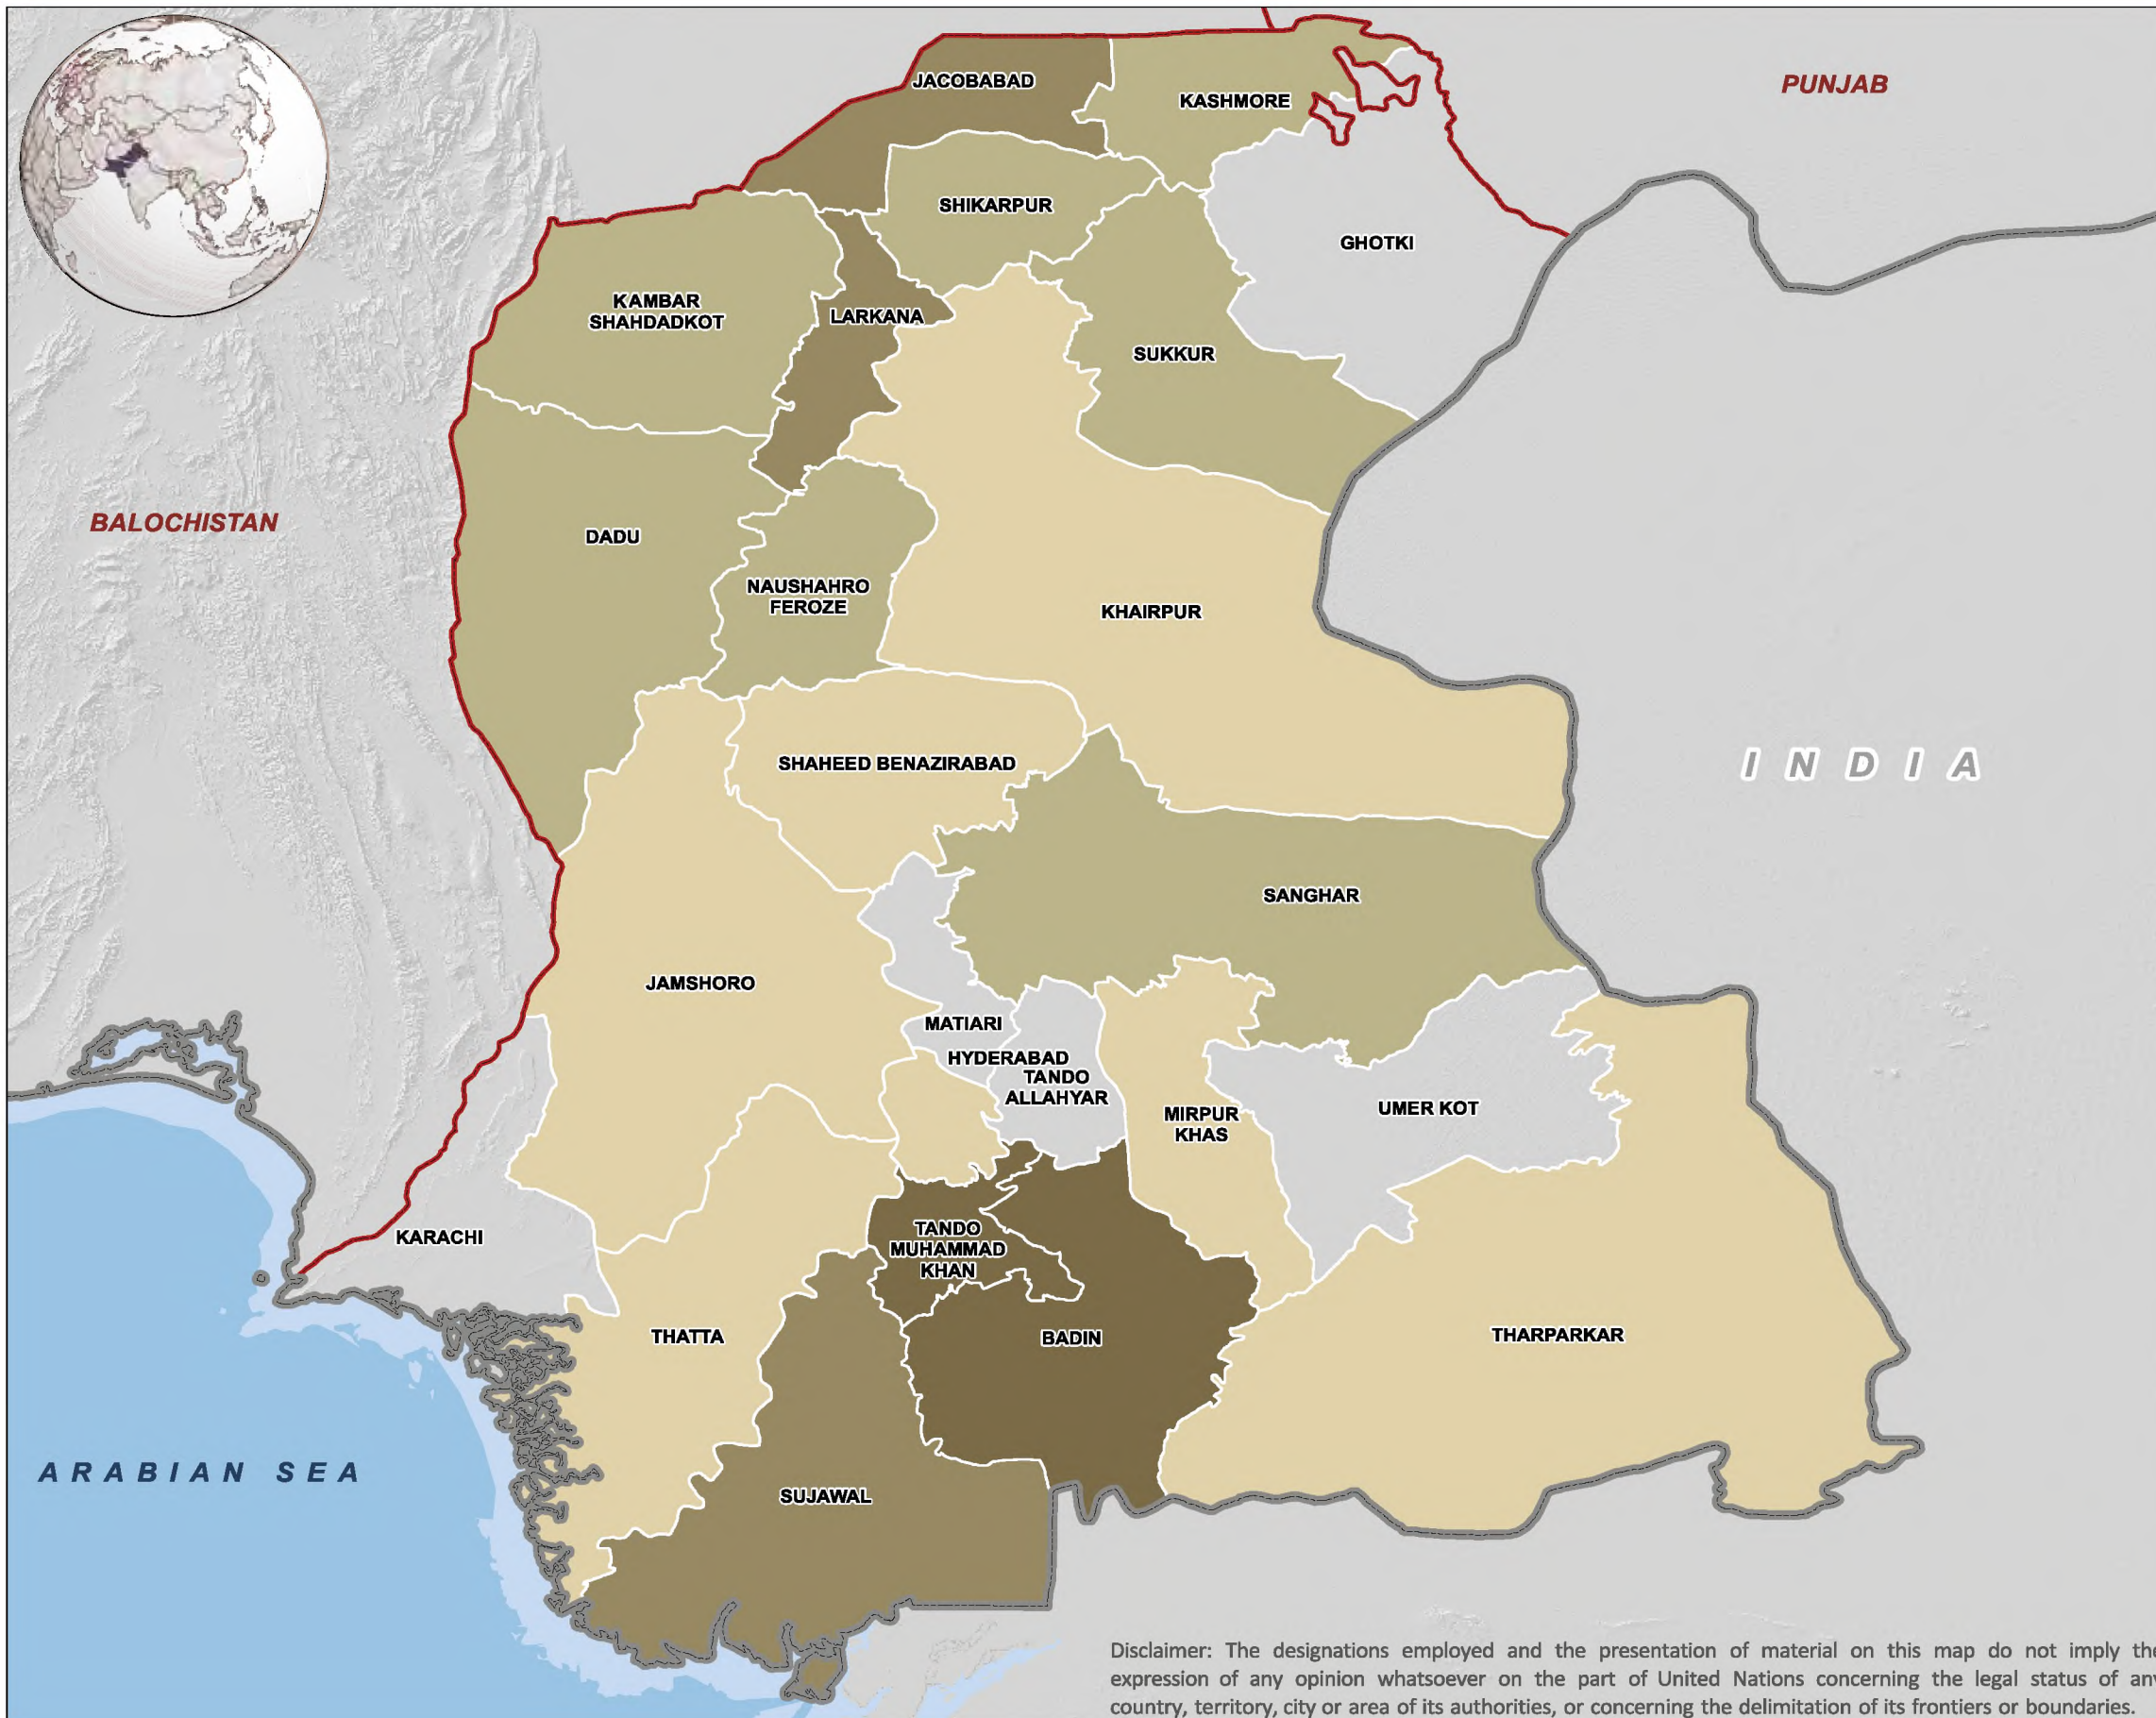 JACOBABAD
PUNJAB
KASHMORE
SHIKARPUR
GHOTKI
KAMBAR
SHAHDADKOT
LARKANA
SUKKUR
BALOCHISTAN
DADU
NAUSHAHRO
FEROZE
KHAIRPUR
SHAHEED BENAZIRABAD
INDIA
SANGHAR
JAMSHORO
MATIARI
HYDERABAD
TANDO
ALLAHYAR
MIRPUR
KHAS
UMER KOT
KARACHI
TANDO
MUHAMMAD
KHAN
THATTA
BADIN
THARPARKAR
ARABIAN SEA
SUJAWAL
Disclaimer: The designations employed and the presentation of material on this map do not imply the
expression of any opinion whatsoever on the part of United Nations concerning the legal status of any
country, territory, city or area of its authorities, or concerning the delimitation of its frontiers or boundaries.